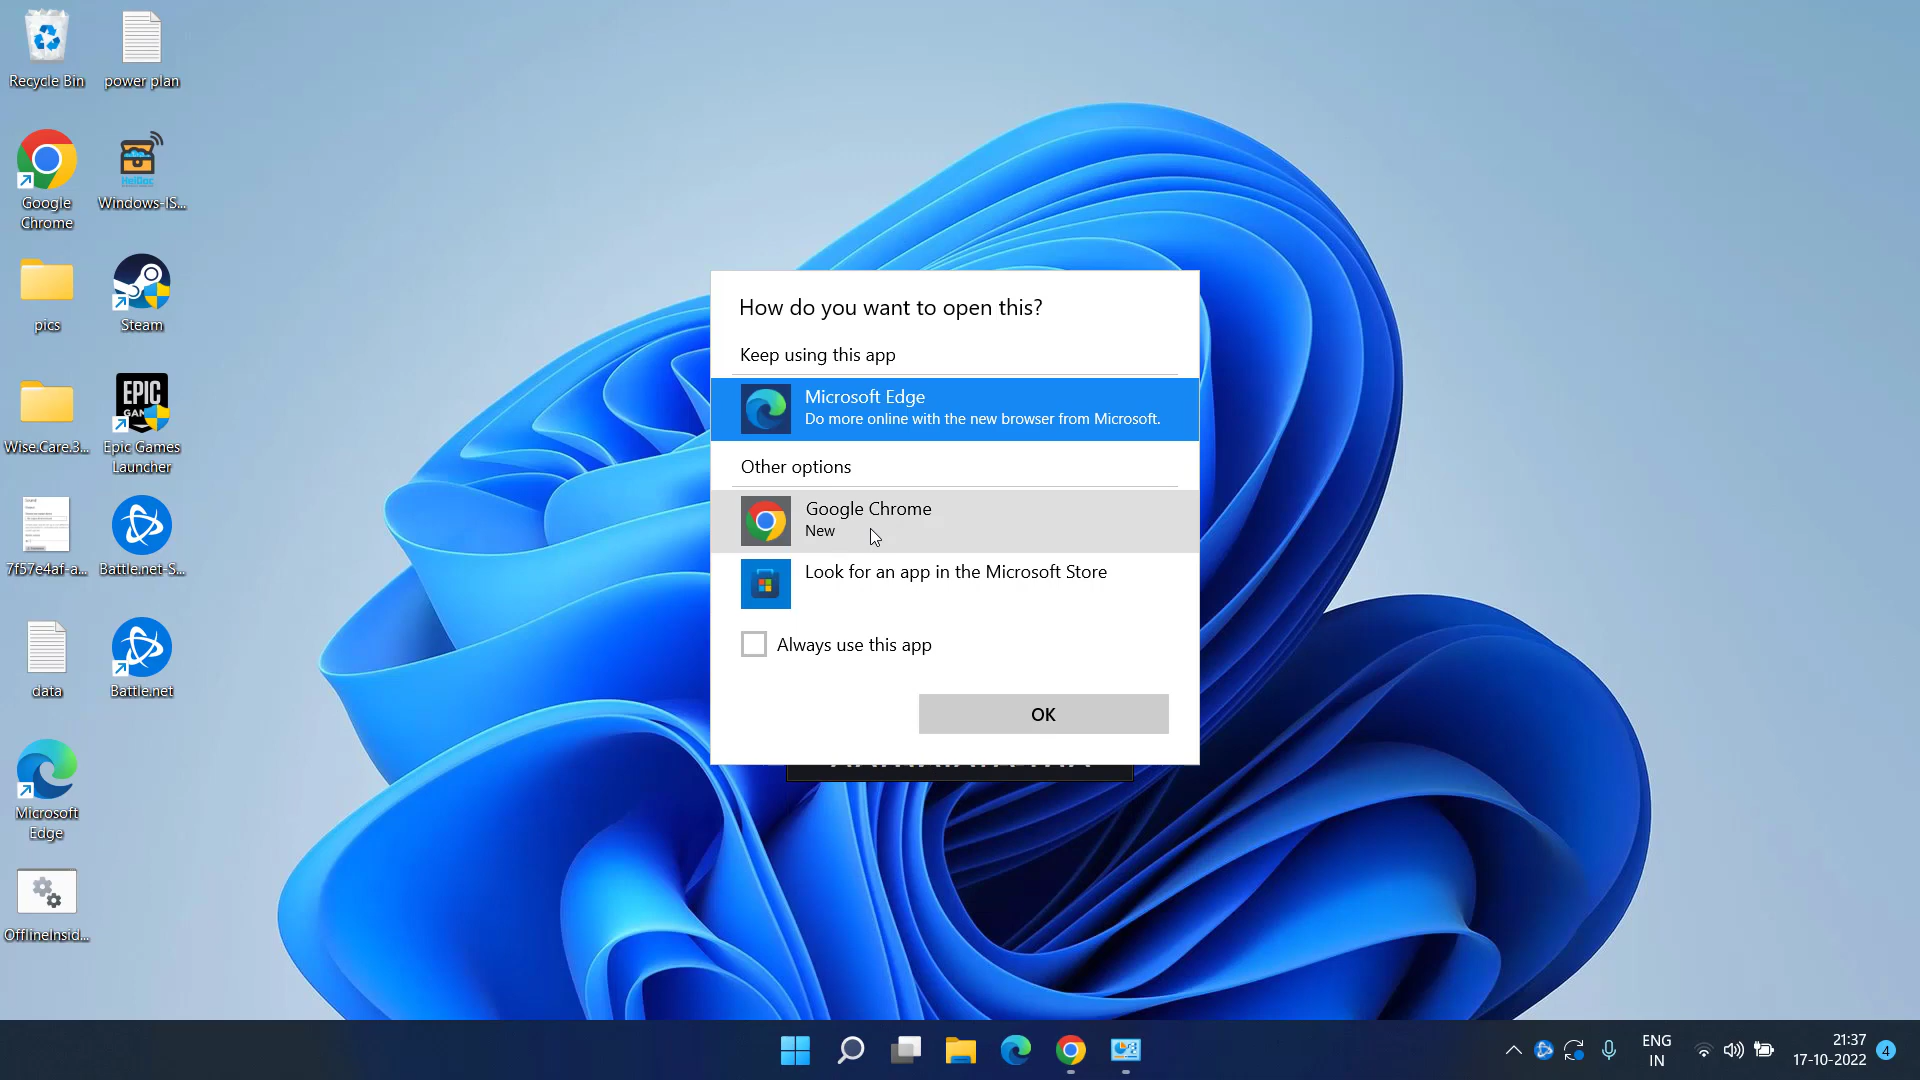 Recycle Bin
power plan
Google
Chrome
Windows-IS...
pics
Steam
Wise.Care.3...
EPIC
Epic Games
Launcher
7f57e4af-a...
Battle.net-S...
data
Battle.net
Microsoft
Edge
OfflineInsid...
How do you want to open this?
Keep using this app
Microsoft Edge
Do more online with the new browser from Microsoft.
Other options
Google Chrome
New
Look for an app in the Microsoft Store
Always use this app
OK
ENG
IN
21:37
17-10-2022
4